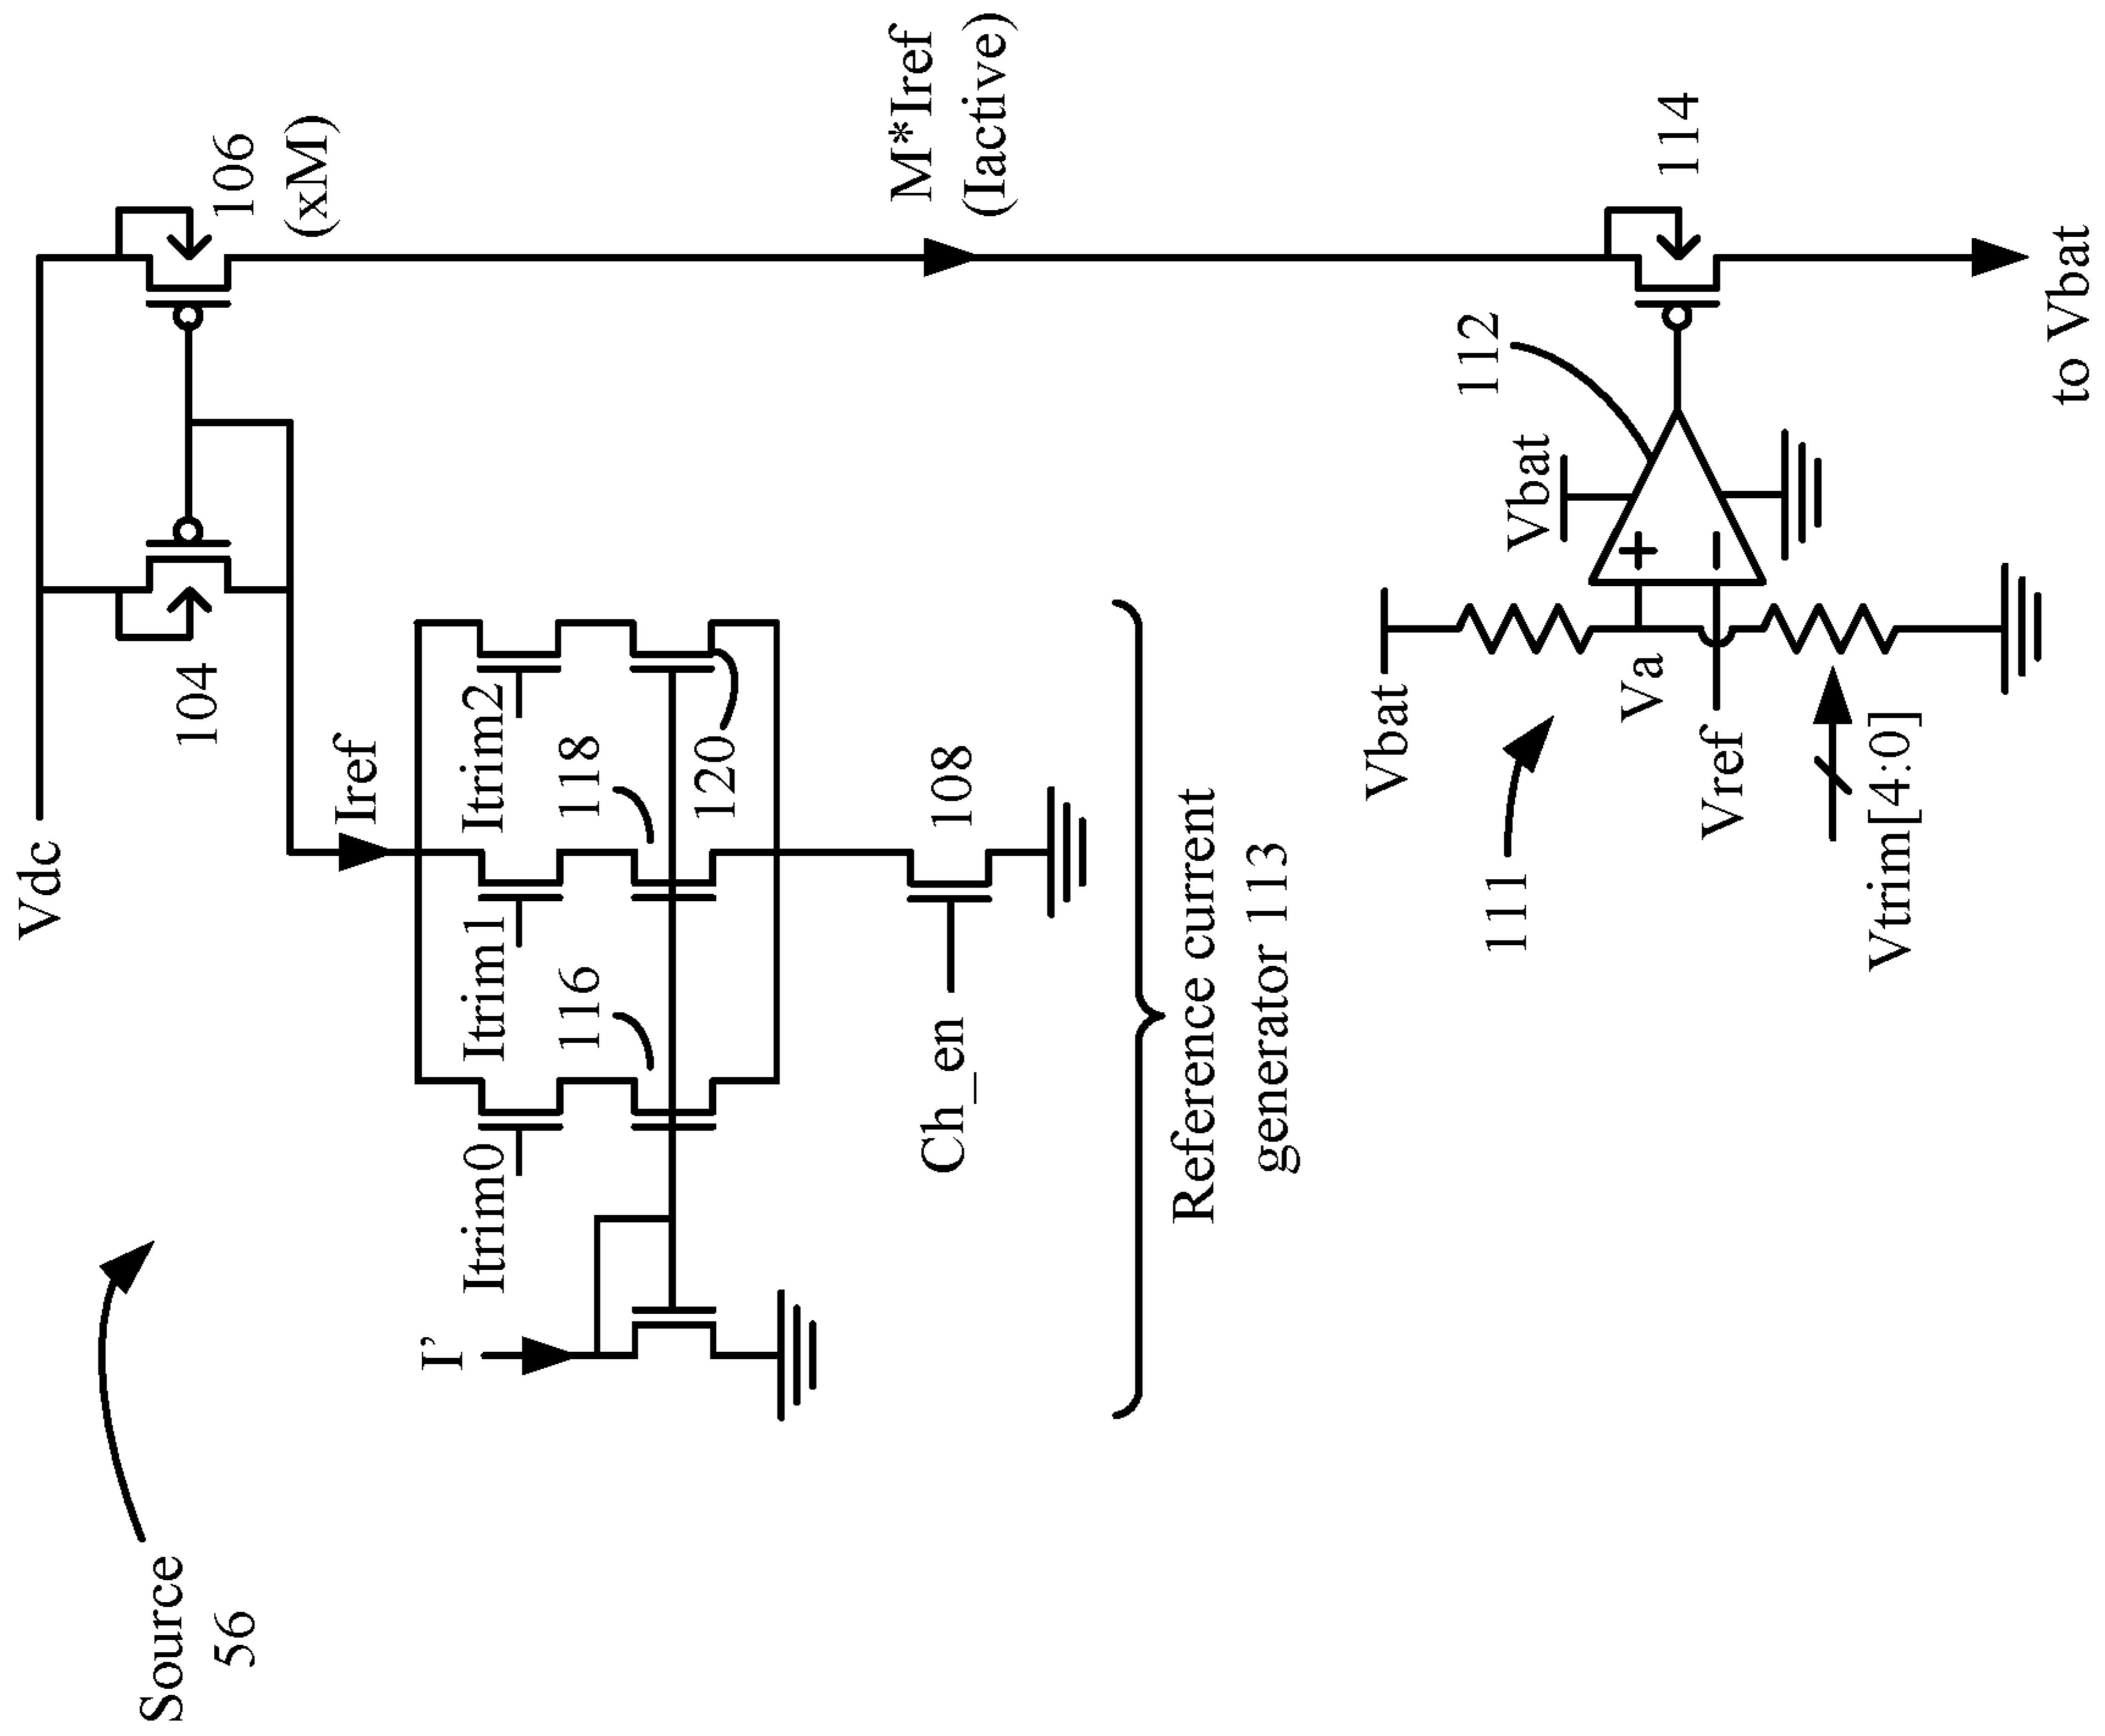 Source
56
Vdc
104
106
(xM)
Iref
I’
Itrim0
Itrim1
Itrim2
116
118
120
Ch_en
108
M*Iref
(Iactive)
Reference current
generator 113
111
Vbat
Vbat
112
114
Va
+
−
Vref
Vtrim[4:0]
to Vbat